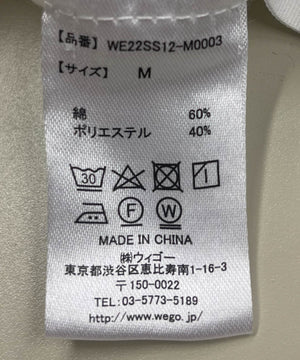 【品番】 WE22SS12-M0003
【サイズ】 M
綿 60%
ポリエステル 40%
30
F W
MADE IN CHINA
㈱ウィゴー
東京都渋谷区恵比寿南1-16-3
〒150-0022
TEL: 03-5773-5189
http://www.wego.jp/